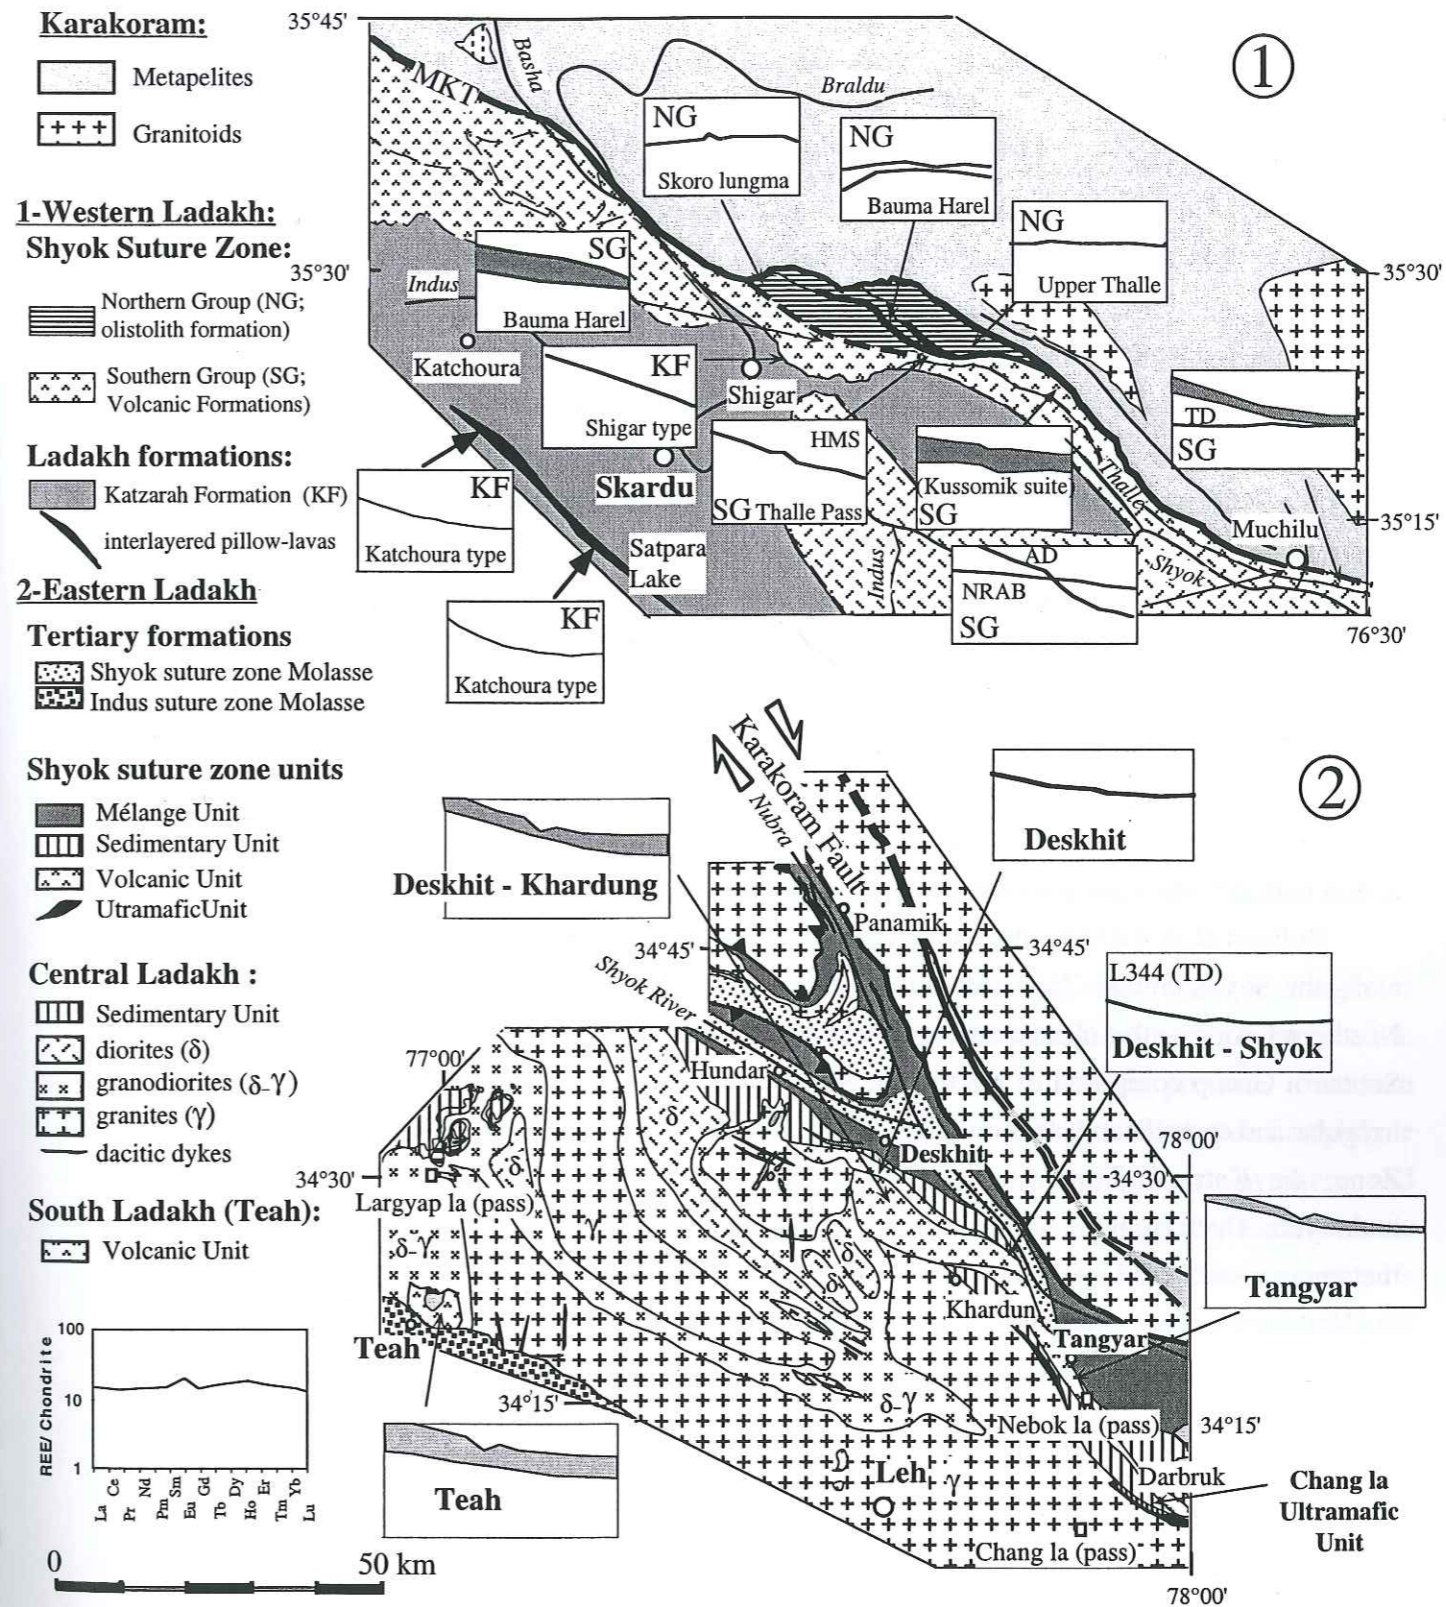 Karakoram:
Metapelites
Granitoids
1-Western Ladakh:
Shyok Suture Zone:
Northern Group (NG;
olistolith formation)
Southern Group (SG;
Volcanic Formations)
Ladakh formations:
Katzarah Formation (KF)
interlayered pillow-lavas
2-Eastern Ladakh
Tertiary formations
Shyok suture zone Molasse
Indus suture zone Molasse
Shyok suture zone units
Mélange Unit
Sedimentary Unit
Volcanic Unit
UtramaficUnit
Central Ladakh :
Sedimentary Unit
diorites (δ)
granodiorites (δ-γ)
granites (γ)
dacitic dykes
South Ladakh (Teah):
Volcanic Unit
100
10
1
REE/ Chondrite
La
Ce
Pr
Nd
Pm
Sm
Eu
Gd
Tb
Dy
Ho
Er
Tm
Yb
Lu
0
50 km
1
35°45'
MKT
Basha
Braldu
NG
Skoro lungma
NG
Bauma Harel
NG
Upper Thalle
35°30'
35°30'
Indus
SG
Bauma Harel
Katchoura
KF
Shigar type
Shigar
KF
Katchoura type
Skardu
HMS
SG Thalle Pass
(Kussomik suite)
SG
TD
SG
Thalle
Muchilu
35°15'
Satpara
Lake
Indus
Shyok
AD
NRAB
SG
KF
Katchoura type
76°30'
2
Karakoram Fault
Nubra
Deskhit
Deskhit - Khardung
Panamik
34°45'
34°45'
Shyok River
L344 (TD)
Deskhit - Shyok
77°00'
Hundar
δ
δ
Deskhit
78°00'
34°30'
34°30'
Largyap la (pass)
γ
δ-γ
δ
δ
Khardun
Tangyar
Tangyar
Teah
34°15'
δ-γ
Nebok la (pass)
34°15'
Teah
Leh
γ
Darbruk
Chang la
Ultramafic
Unit
Chang la (pass)
78°00'